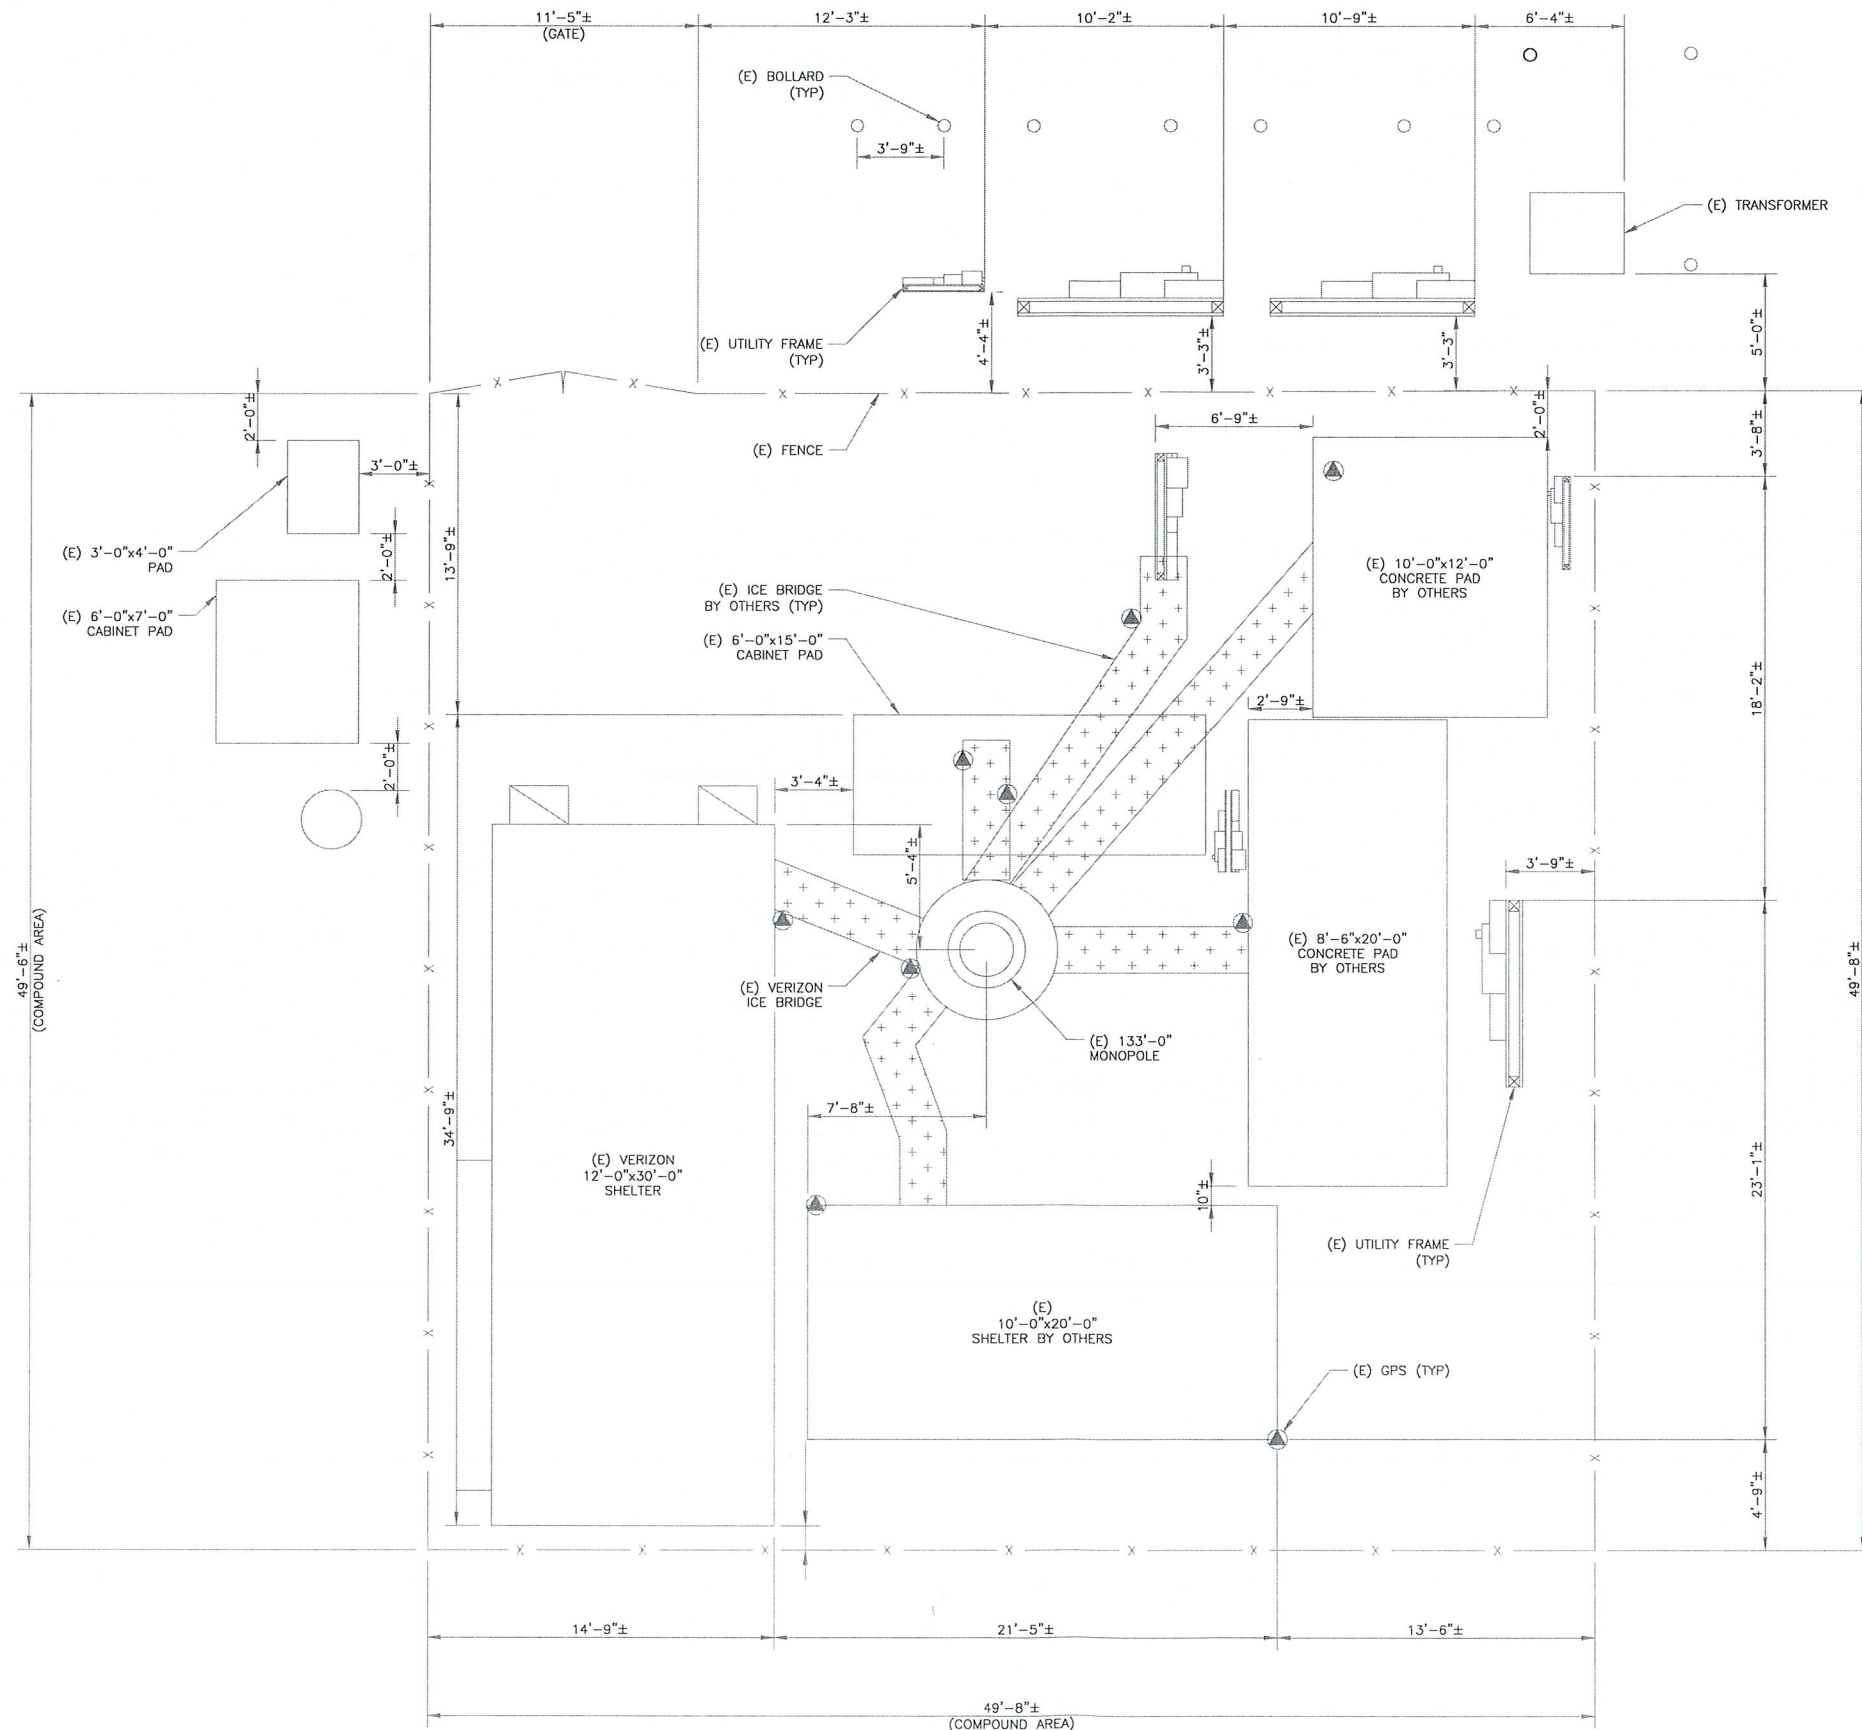 11'-5"±
(GATE)
12'-3"±
10'-2"±
10'-9"±
6'-4"±
(E) BOLLARD
(TYP)
3'-9"±
(E) TRANSFORMER
(E) UTILITY FRAME
(TYP)
4'-4"±
3'-3"±
3'-3"
5'-0"±
2'-0"±
3'-0"±
(E) FENCE
6'-9"±
2'-0"±
3'-8"±
(E) 3'-0"x4'-0"
PAD
2'-0"±
13'-9"±
(E) 6'-0"x7'-0"
CABINET PAD
(E) ICE BRIDGE
BY OTHERS (TYP)
(E) 6'-0"x15'-0"
CABINET PAD
(E) 10'-0"x12'-0"
CONCRETE PAD
BY OTHERS
2'-9"±
18'-2"±
2'-0"±
3'-4"±
5'-4"±
3'-9"±
49'-6"±
(COMPOUND AREA)
(E) VERIZON
ICE BRIDGE
(E) 8'-6"x20'-0"
CONCRETE PAD
BY OTHERS
49'-8"±
(E) 133'-0"
MONOPOLE
34'-9"±
7'-8"±
(E) VERIZON
12'-0"x30'-0"
SHELTER
10"±
23'-1"±
(E) UTILITY FRAME
(TYP)
(E)
10'-0"x20'-0"
SHELTER BY OTHERS
(E) GPS (TYP)
4'-9"±
14'-9"±
21'-5"±
13'-6"±
49'-8"±
(COMPOUND AREA)